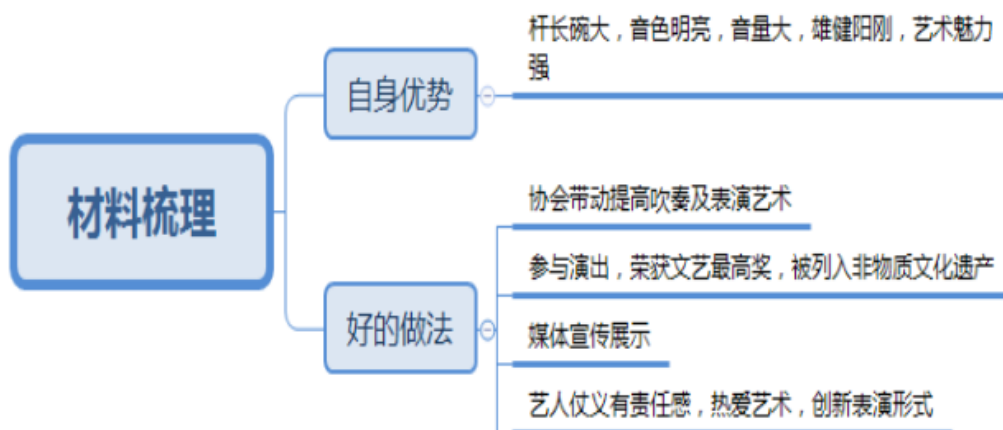 材料梳理
自身优势
杆长碗大，音色明亮，音量大，雄健阳刚，艺术魅力
强
好的做法
协会带动提高吹奏及表演艺术
参与演出，荣获文艺最高奖，被列入非物质文化遗产
媒体宣传展示
艺人仗义有责任感，热爱艺术，创新表演形式